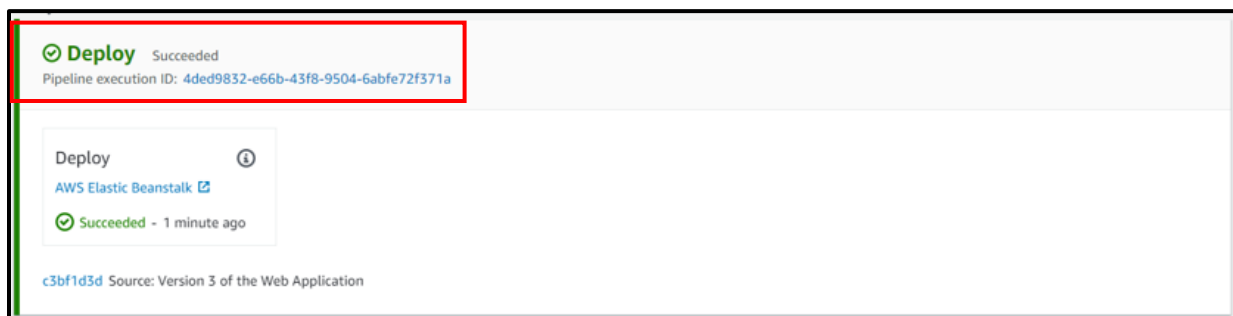 Deploy Succeeded
Pipeline execution ID: 4ded9832-e66b-43f8-9504-6abfe72f371a
Deploy
AWS Elastic Beanstalk
Succeeded - 1 minute ago
c3bf1d3d Source: Version 3 of the Web Application